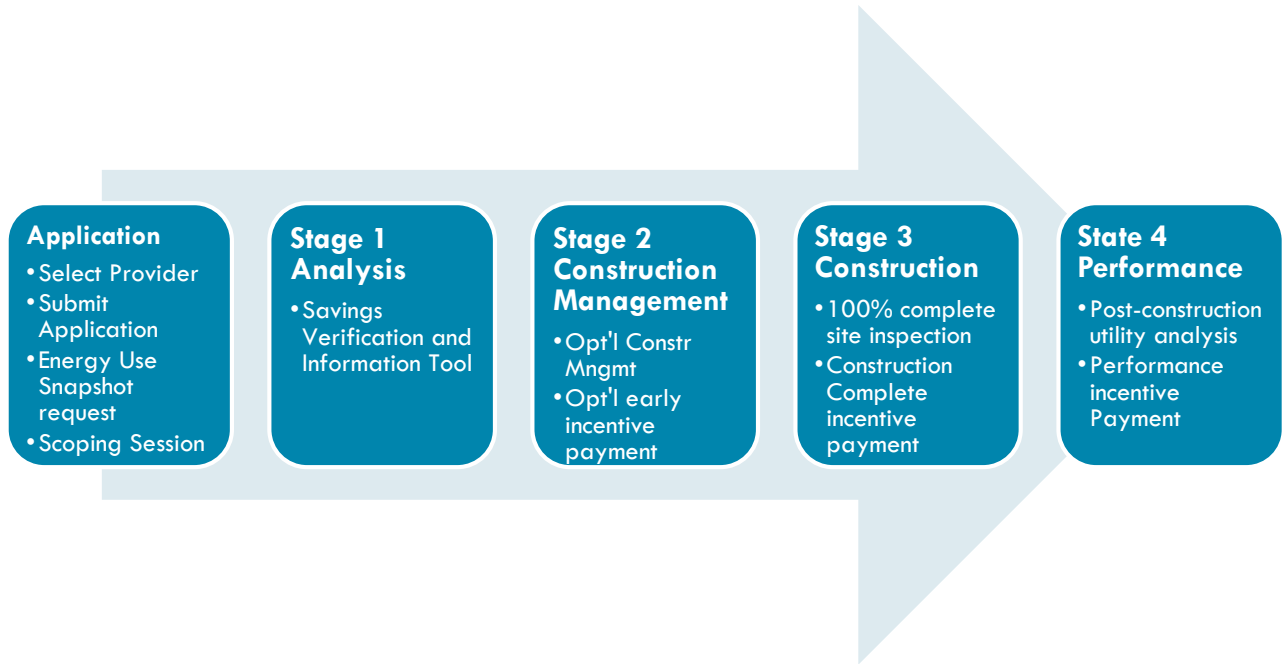 Application
•Select Provider
•Submit
Application
•Energy Use
Snapshot
request
•Scoping Session
Stage 1
Analysis
•Savings
Verification and
Information Tool
Stage 2
Construction
Management
•Opt'l Constr
Mngmt
•Opt'l early
incentive
payment
Stage 3
Construction
•100% complete
site inspection
•Construction
Complete
incentive
payment
State 4
Performance
•Post-construction
utility analysis
•Performance
incentive
Payment